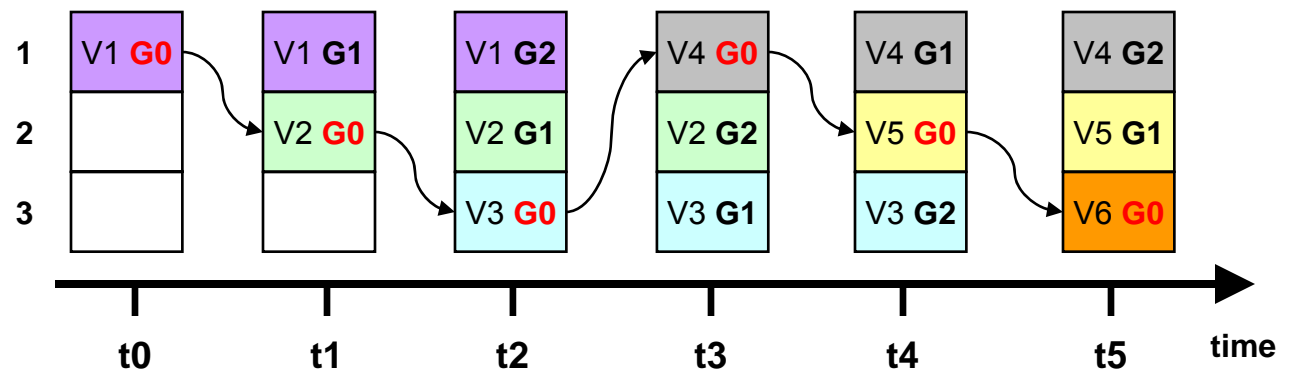 1 V1 G0 V1 G1 V1 G2 V4 G0 V4 G1 V4 G2
2 V2 G0 V2 G1 V2 G2 V5 G0 V5 G1
3 V3 G0 V3 G1 V3 G2 V6 G0
t0 t1 t2 t3 t4 t5 time